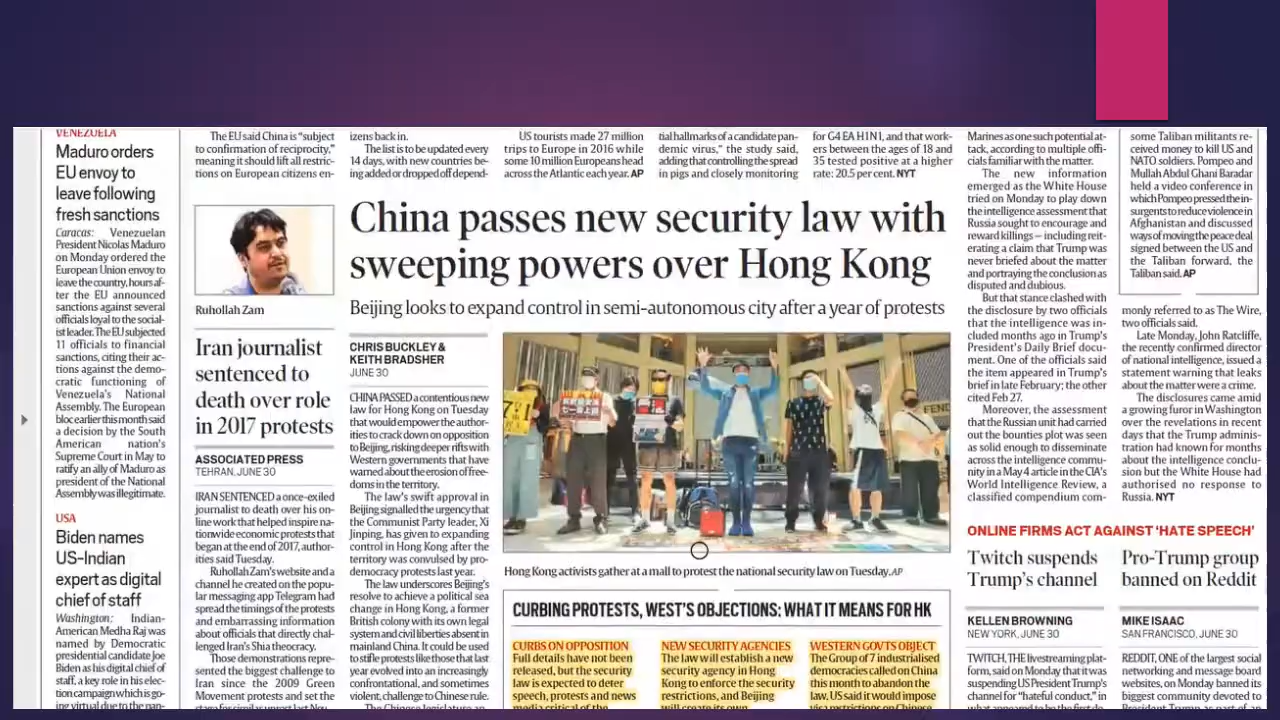 VENEZUELA
Maduro orders
EU envoy to
leave following
fresh sanctions
Caracas: Venezuelan
President Nicolas Maduro
on Monday ordered the
European Union envoy to
leave the country, hours af-
ter the EU announced
sanctions against several
officials loyal to the social-
ist leader. The EU subjected
11 officials to financial
sanctions, citing their ac-
tions against the demo-
cratic functioning of
Venezuela's National
Assembly. The European
bloc earlier this month said
a decision by the South
American nation's
Supreme Court in May to
ratify an ally of Maduro as
president of the National
Assembly was illegitimate.
USA
Biden names
US-Indian
expert as digital
chief of staff
Washington: Indian-
American Medha Raj was
named by Democratic
presidential candidate Joe
Biden as his digital chief of
staff, a key role in his elec-
tion campaign which is go-
ing virtual due to the pan-
The EU said China is "subject
to confirmation of reciprocity,"
meaning it should lift all restric-
tions on European citizens en-
izens back in.
The list is to be updated every
14 days, with new countries be-
ing added or dropped off depend-
US tourists made 27 million
trips to Europe in 2016 while
some 10 million Europeans head
across the Atlantic each year. AP
tial hallmarks of a candidate pan-
demic virus," the study said,
adding that controlling the spread
in pigs and closely monitoring
for G4 EA H1N1, and that work-
ers between the ages of 18 and
35 tested positive at a higher
rate: 20.5 per cent. NYT
Ruhollah Zam
Iran journalist
sentenced to
death over role
in 2017 protests
ASSOCIATED PRESS
TEHRAN, JUNE 30
IRAN SENTENCED a once-exiled
journalist to death over his on-
line work that helped inspire na-
tionwide economic protests that
began at the end of 2017, author-
ities said Tuesday.
Ruhollah Zam's website and a
channel he created on the popu-
lar messaging app Telegram had
spread the timings of the protests
and embarrassing information
about officials that directly chal-
lenged Iran's Shia theocracy.
Those demonstrations repre-
sented the biggest challenge to
Iran since the 2009 Green
Movement protests and set the
stage for similar unrest last Nov-
China passes new security law with
sweeping powers over Hong Kong
Beijing looks to expand control in semi-autonomous city after a year of protests
CHRIS BUCKLEY &
KEITH BRADSHER
JUNE 30
CHINA PASSED a contentious new
law for Hong Kong on Tuesday
that would empower the author-
ities to crack down on opposition
to Beijing, risking deeper rifts with
Western governments that have
warned about the erosion of free-
doms in the territory.
The law's swift approval in
Beijing signalled the urgency that
the Communist Party leader, Xi
Jinping, has given to expanding
control in Hong Kong after the
territory was convulsed by pro-
democracy protests last year.
The law underscores Beijing's
resolve to achieve a political sea
change in Hong Kong, a former
British colony with its own legal
system and civil liberties absent in
mainland China. It could be used
to stifle protests like those that last
year evolved into an increasingly
confrontational, and sometimes
violent, challenge to Chinese rule.
The Chinese legislature an-
7.1
FEND
Hong Kong activists gather at a mall to protest the national security law on Tuesday. AP
CURBING PROTESTS, WEST'S OBJECTIONS: WHAT IT MEANS FOR HK
CURBS ON OPPOSITION
Full details have not been
released, but the security
law is expected to deter
speech, protests and news
media critical of the
NEW SECURITY AGENCIES
The law will establish a new
security agency in Hong
Kong to enforce the security
restrictions, and Beijing
will create its own
WESTERN GOVTS OBJECT
The Group of 7 industrialised
democracies called on China
this month to abandon the
law. US said it would impose
visa restrictions on Chinese
Marines as one such potential at-
tack, according to multiple offi-
cials familiar with the matter.
The new information
emerged as the White House
tried on Monday to play down
the intelligence assessment that
Russia sought to encourage and
reward killings — including reit-
erating a claim that Trump was
never briefed about the matter
and portraying the conclusion as
disputed and dubious.
But that stance clashed with
the disclosure by two officials
that the intelligence was in-
cluded months ago in Trump's
President's Daily Brief docu-
ment. One of the officials said
the item appeared in Trump's
brief in late February; the other
cited Feb 27.
Moreover, the assessment
that the Russian unit had carried
out the bounties plot was seen
as solid enough to disseminate
across the intelligence commu-
nity in a May 4 article in the CIA's
World Intelligence Review, a
classified compendium com-
some Taliban militants re-
ceived money to kill US and
NATO soldiers. Pompeo and
Mullah Abdul Ghani Baradar
held a video conference in
which Pompeo pressed the in-
surgents to reduce violence in
Afghanistan and discussed
ways of moving the peace deal
signed between the US and
the Taliban forward, the
Taliban said. AP
monly referred to as The Wire,
two officials said.
Late Monday, John Ratcliffe,
the recently confirmed director
of national intelligence, issued a
statement warning that leaks
about the matter were a crime.
The disclosures came amid
a growing furor in Washington
over the revelations in recent
days that the Trump adminis-
tration had known for months
about the intelligence conclu-
sion but the White House had
authorised no response to
Russia. NYT
ONLINE FIRMS ACT AGAINST 'HATE SPEECH'
Twitch suspends
Trump's channel
KELLEN BROWNING
NEW YORK, JUNE 30
TWITCH, THE livestreaming plat-
form, said on Monday that it was
suspending US President Trump's
channel for "hateful conduct," in
Pro-Trump group
banned on Reddit
MIKE ISAAC
SAN FRANCISCO, JUNE 30
REDDIT, ONE of the largest social
networking and message board
websites, on Monday banned its
biggest community devoted to